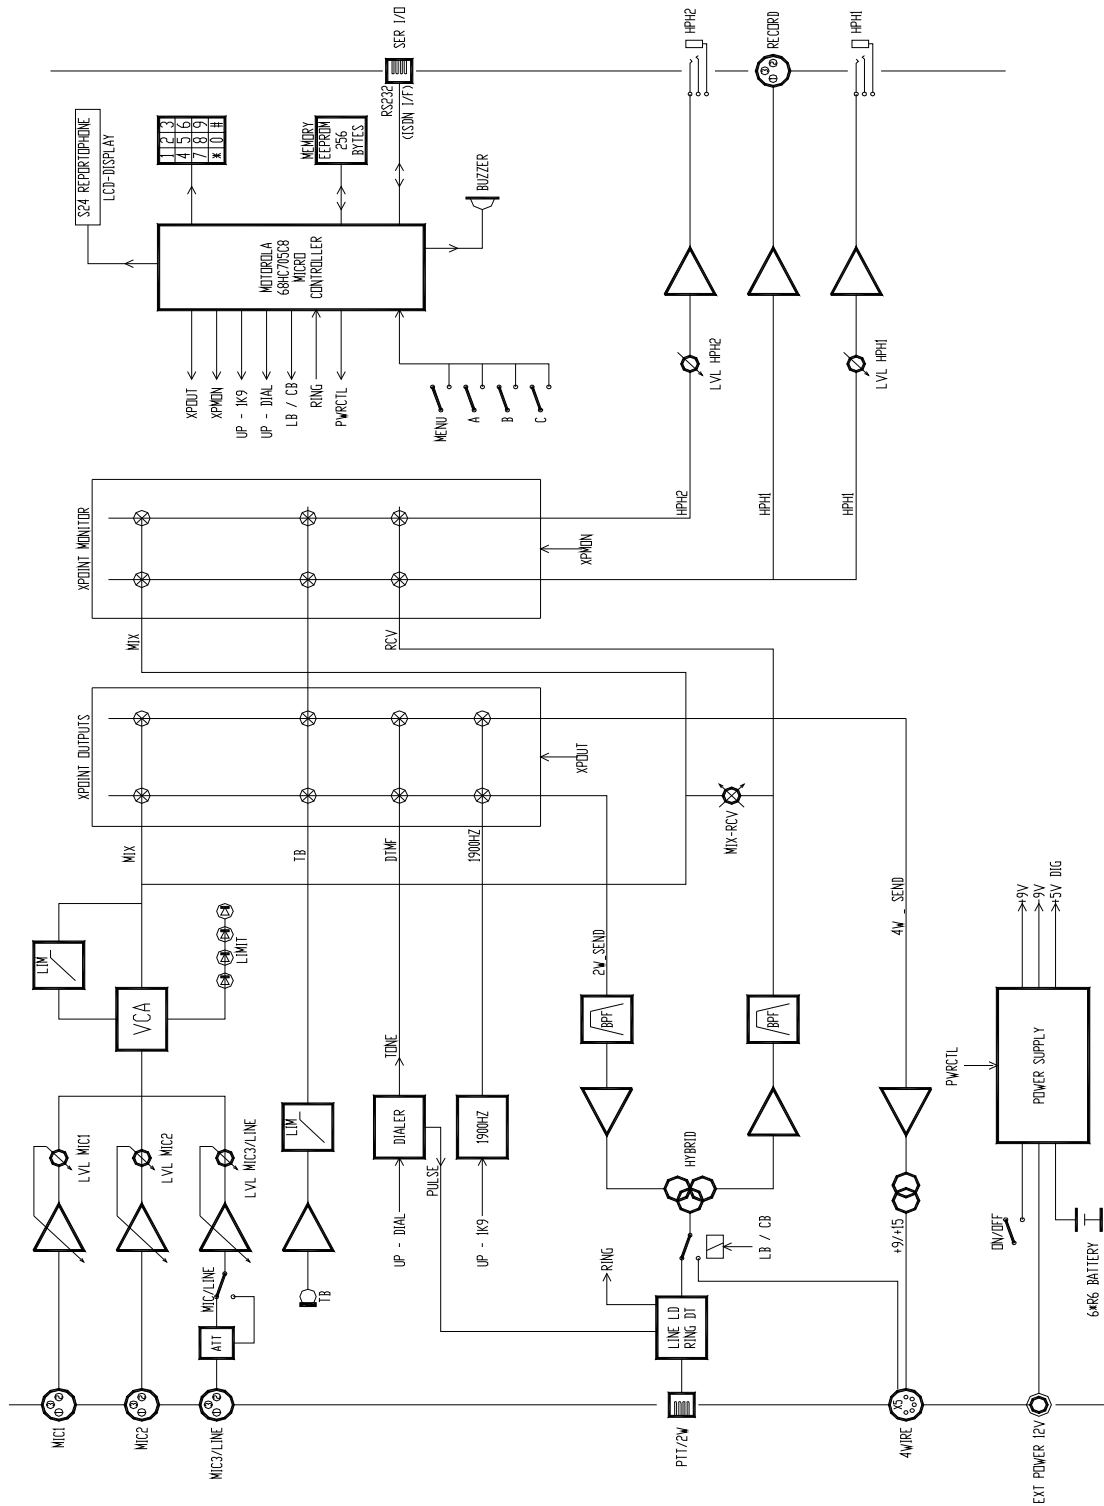 MIC1
MIC2
MIC3/LINE
PTT/2W
4WIRE
EXT POWER 12V
ATT
MIC/LINE
TB
LINE LD
RING DT
RING
LB / CB
+9/+15
ON/OFF
6*R6 BATTERY
LVL MIC1
LVL MIC2
LVL MIC3/LINE
LIM
UP - DIAL
DIALER
PULSE
TONE
UP - 1K9
1900HZ
HYBRID
PWRCTL
POWER SUPPLY
+9V
-9V
+5V DIG
VCA
LIM
LIMIT
BPF
BPF
2W_SEND
4W _ SEND
MIX
TB
DTMF
1900HZ
MIX-RCV
XPOINT OUTPUTS
XPOUT
MIX
RCV
XPOINT MONITOR
XPMON
HPH2
HPH1
HPH1
XPOUT
XPMON
UP - 1K9
UP - DIAL
LB / CB
RING
PWRCTL
MENU
A
B
C
LVL HPH2
LVL HPH1
MOTOROLA
68HC705C8
MICRO
CONTROLLER
BUZZER
S24 REPORTOPHONE
LCD-DISPLAY
1 2 3
4 5 6
7 8 9
* 0 #
MEMORY
EEPROM
256
BYTES
RS232
(ISDN I/F)
SER I/O
HPH2
RECORD
HPH1
X5